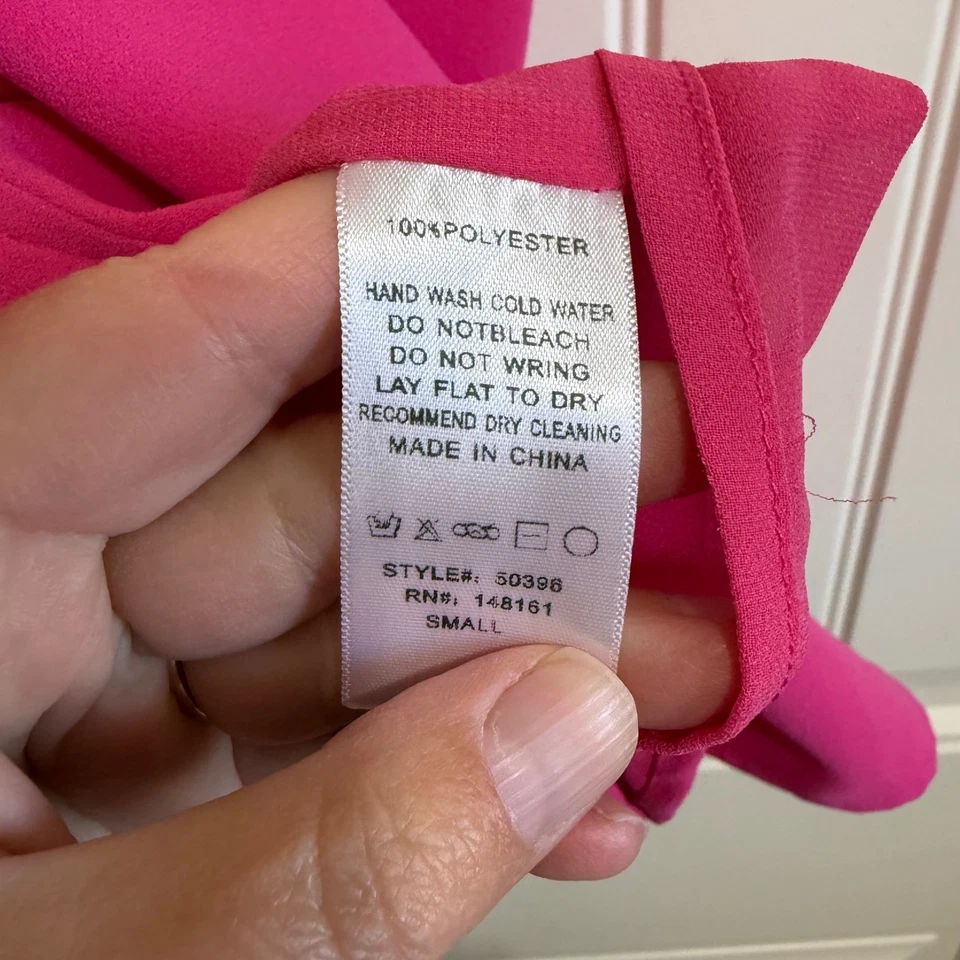 100%POLYESTER
HAND WASH COLD WATER
DO NOTBLEACH
DO NOT WRING
LAY FLAT TO DRY
RECOMMEND DRY CLEANING
MADE IN CHINA
STYLE#: 50396
RN#: 148161
SMALL